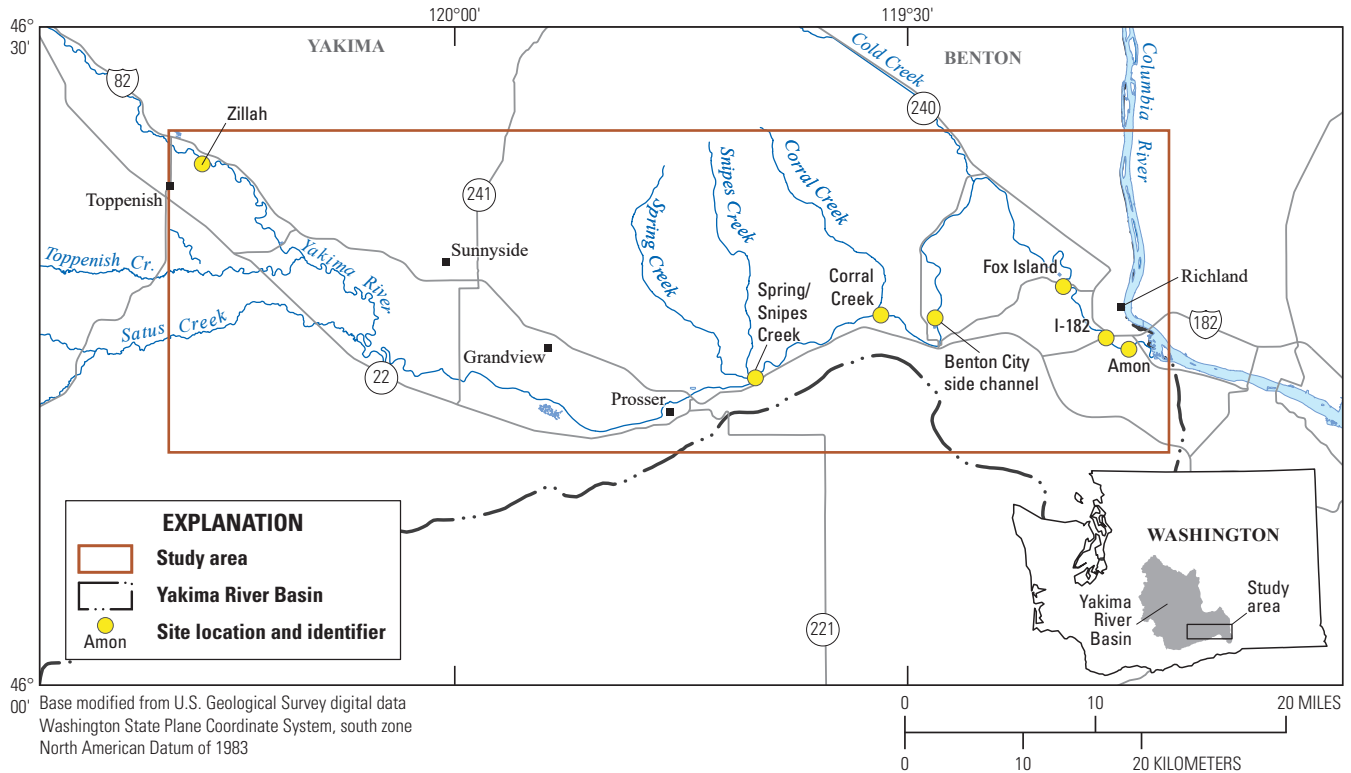 46°
30'
120°00'
119°30'
YAKIMA
BENTON
Cold Creek
Columbia
River
82
240
Zillah
Toppenish
241
Snipes Creek
Corral Creek
Spring Creek
Toppenish Cr.
Yakima River
Sunnyside
Satus Creek
Fox Island
Richland
Corral
Creek
Spring/
Snipes
Creek
I-182
182
Grandview
Amon
Benton City
side channel
22
Prosser
EXPLANATION
Study area
Yakima River Basin
Amon
Site location and identifier
221
WASHINGTON
Yakima
River
Basin
Study
area
46°
00'
Base modified from U.S. Geological Survey digital data
Washington State Plane Coordinate System, south zone
North American Datum of 1983
0 10 20 MILES
0 10 20 KILOMETERS